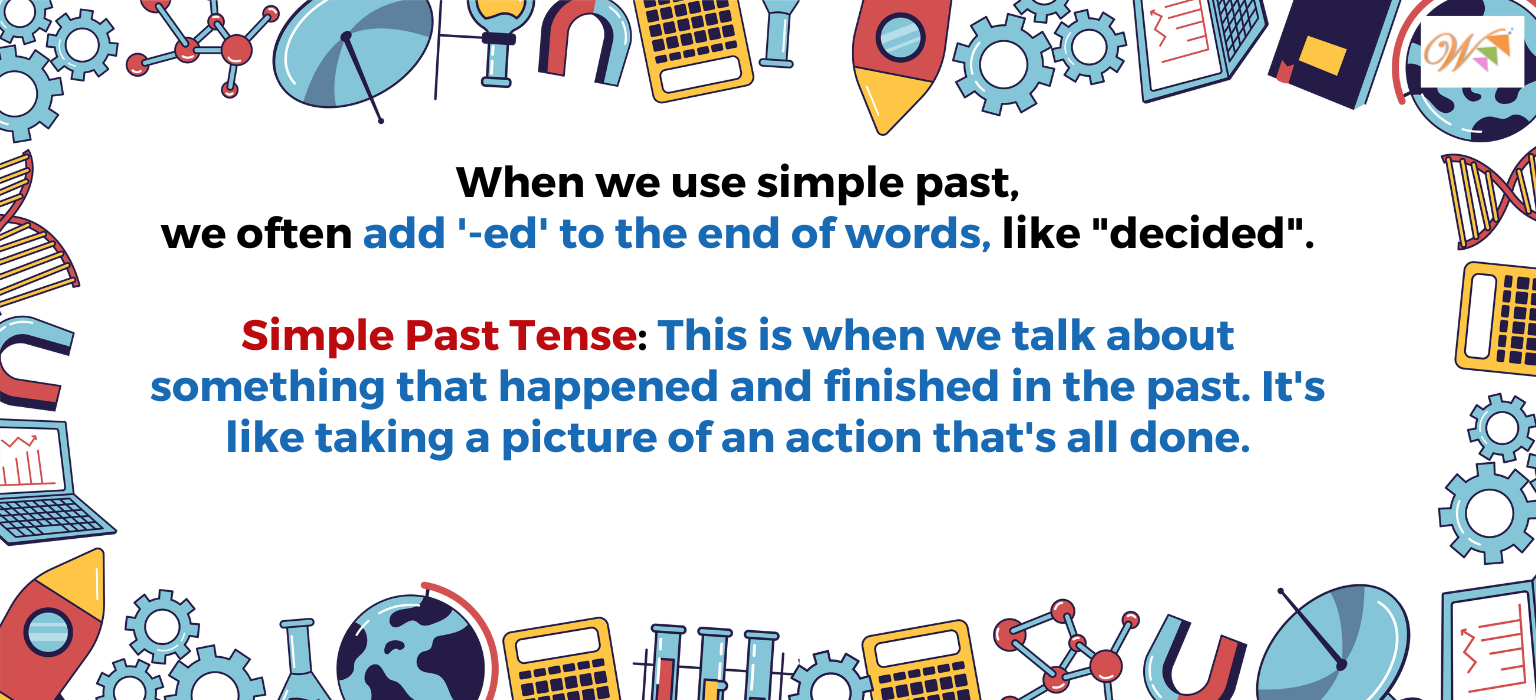 W
When we use simple past,
we often add '-ed' to the end of words, like "decided".
Simple Past Tense: This is when we talk about
something that happened and finished in the past. It's
like taking a picture of an action that's all done.